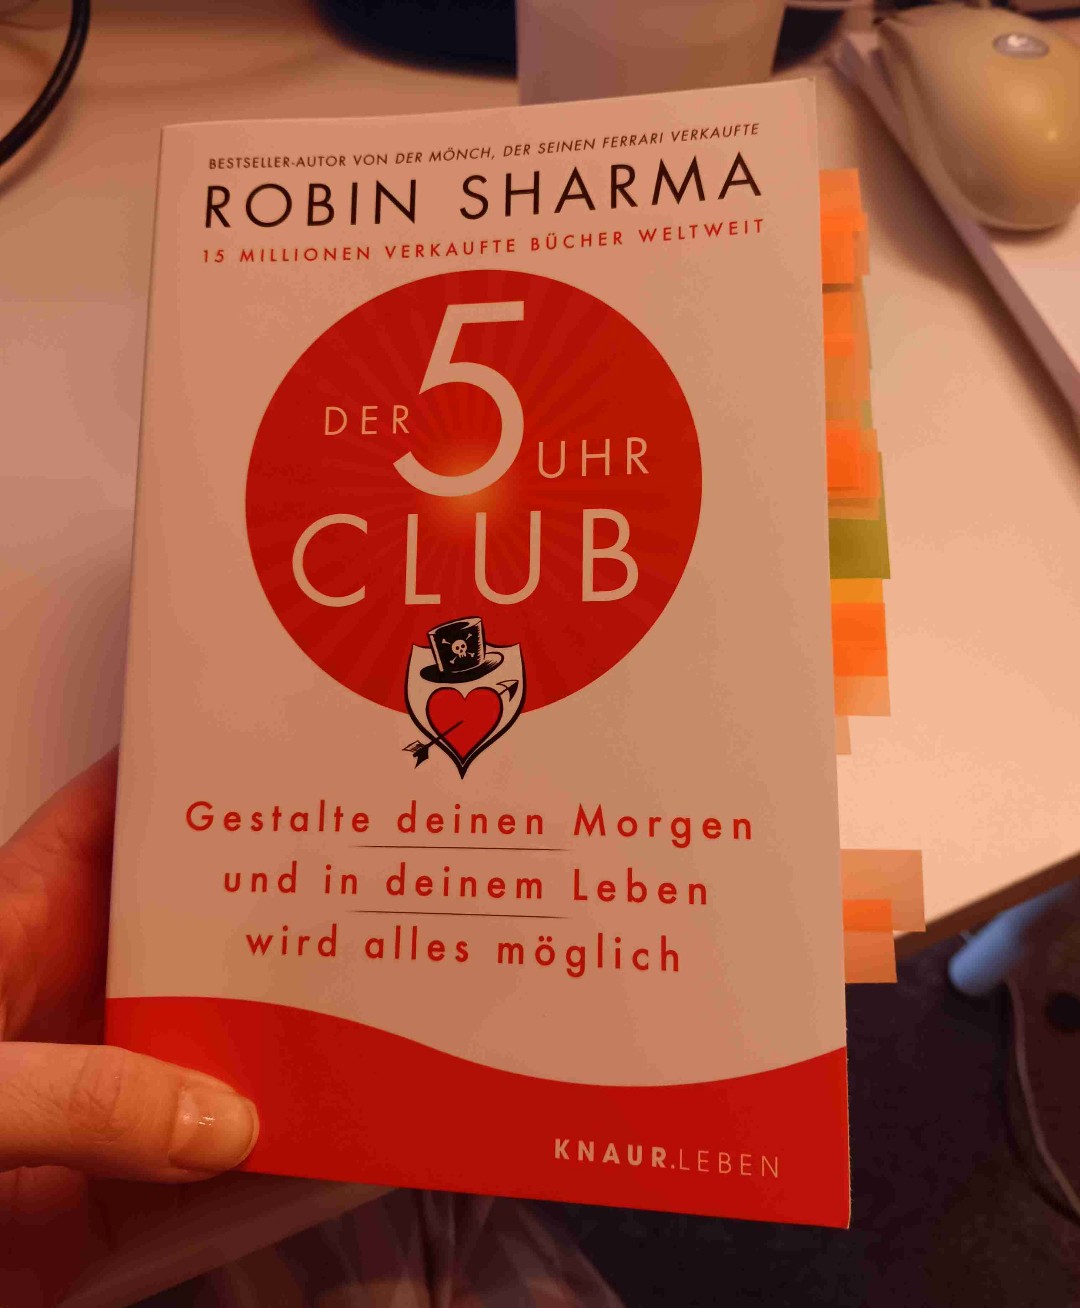 BESTSELLER-AUTOR VON DER MÖNCH, DER SEINEN FERRARI VERKAUFTE
ROBIN SHARMA
15 MILLIONEN VERKAUFTE BÜCHER WELTWEIT
DER 5 UHR
CLUB
Gestalte deinen Morgen
und in deinem Leben
wird alles möglich
KNAUR.LEBEN